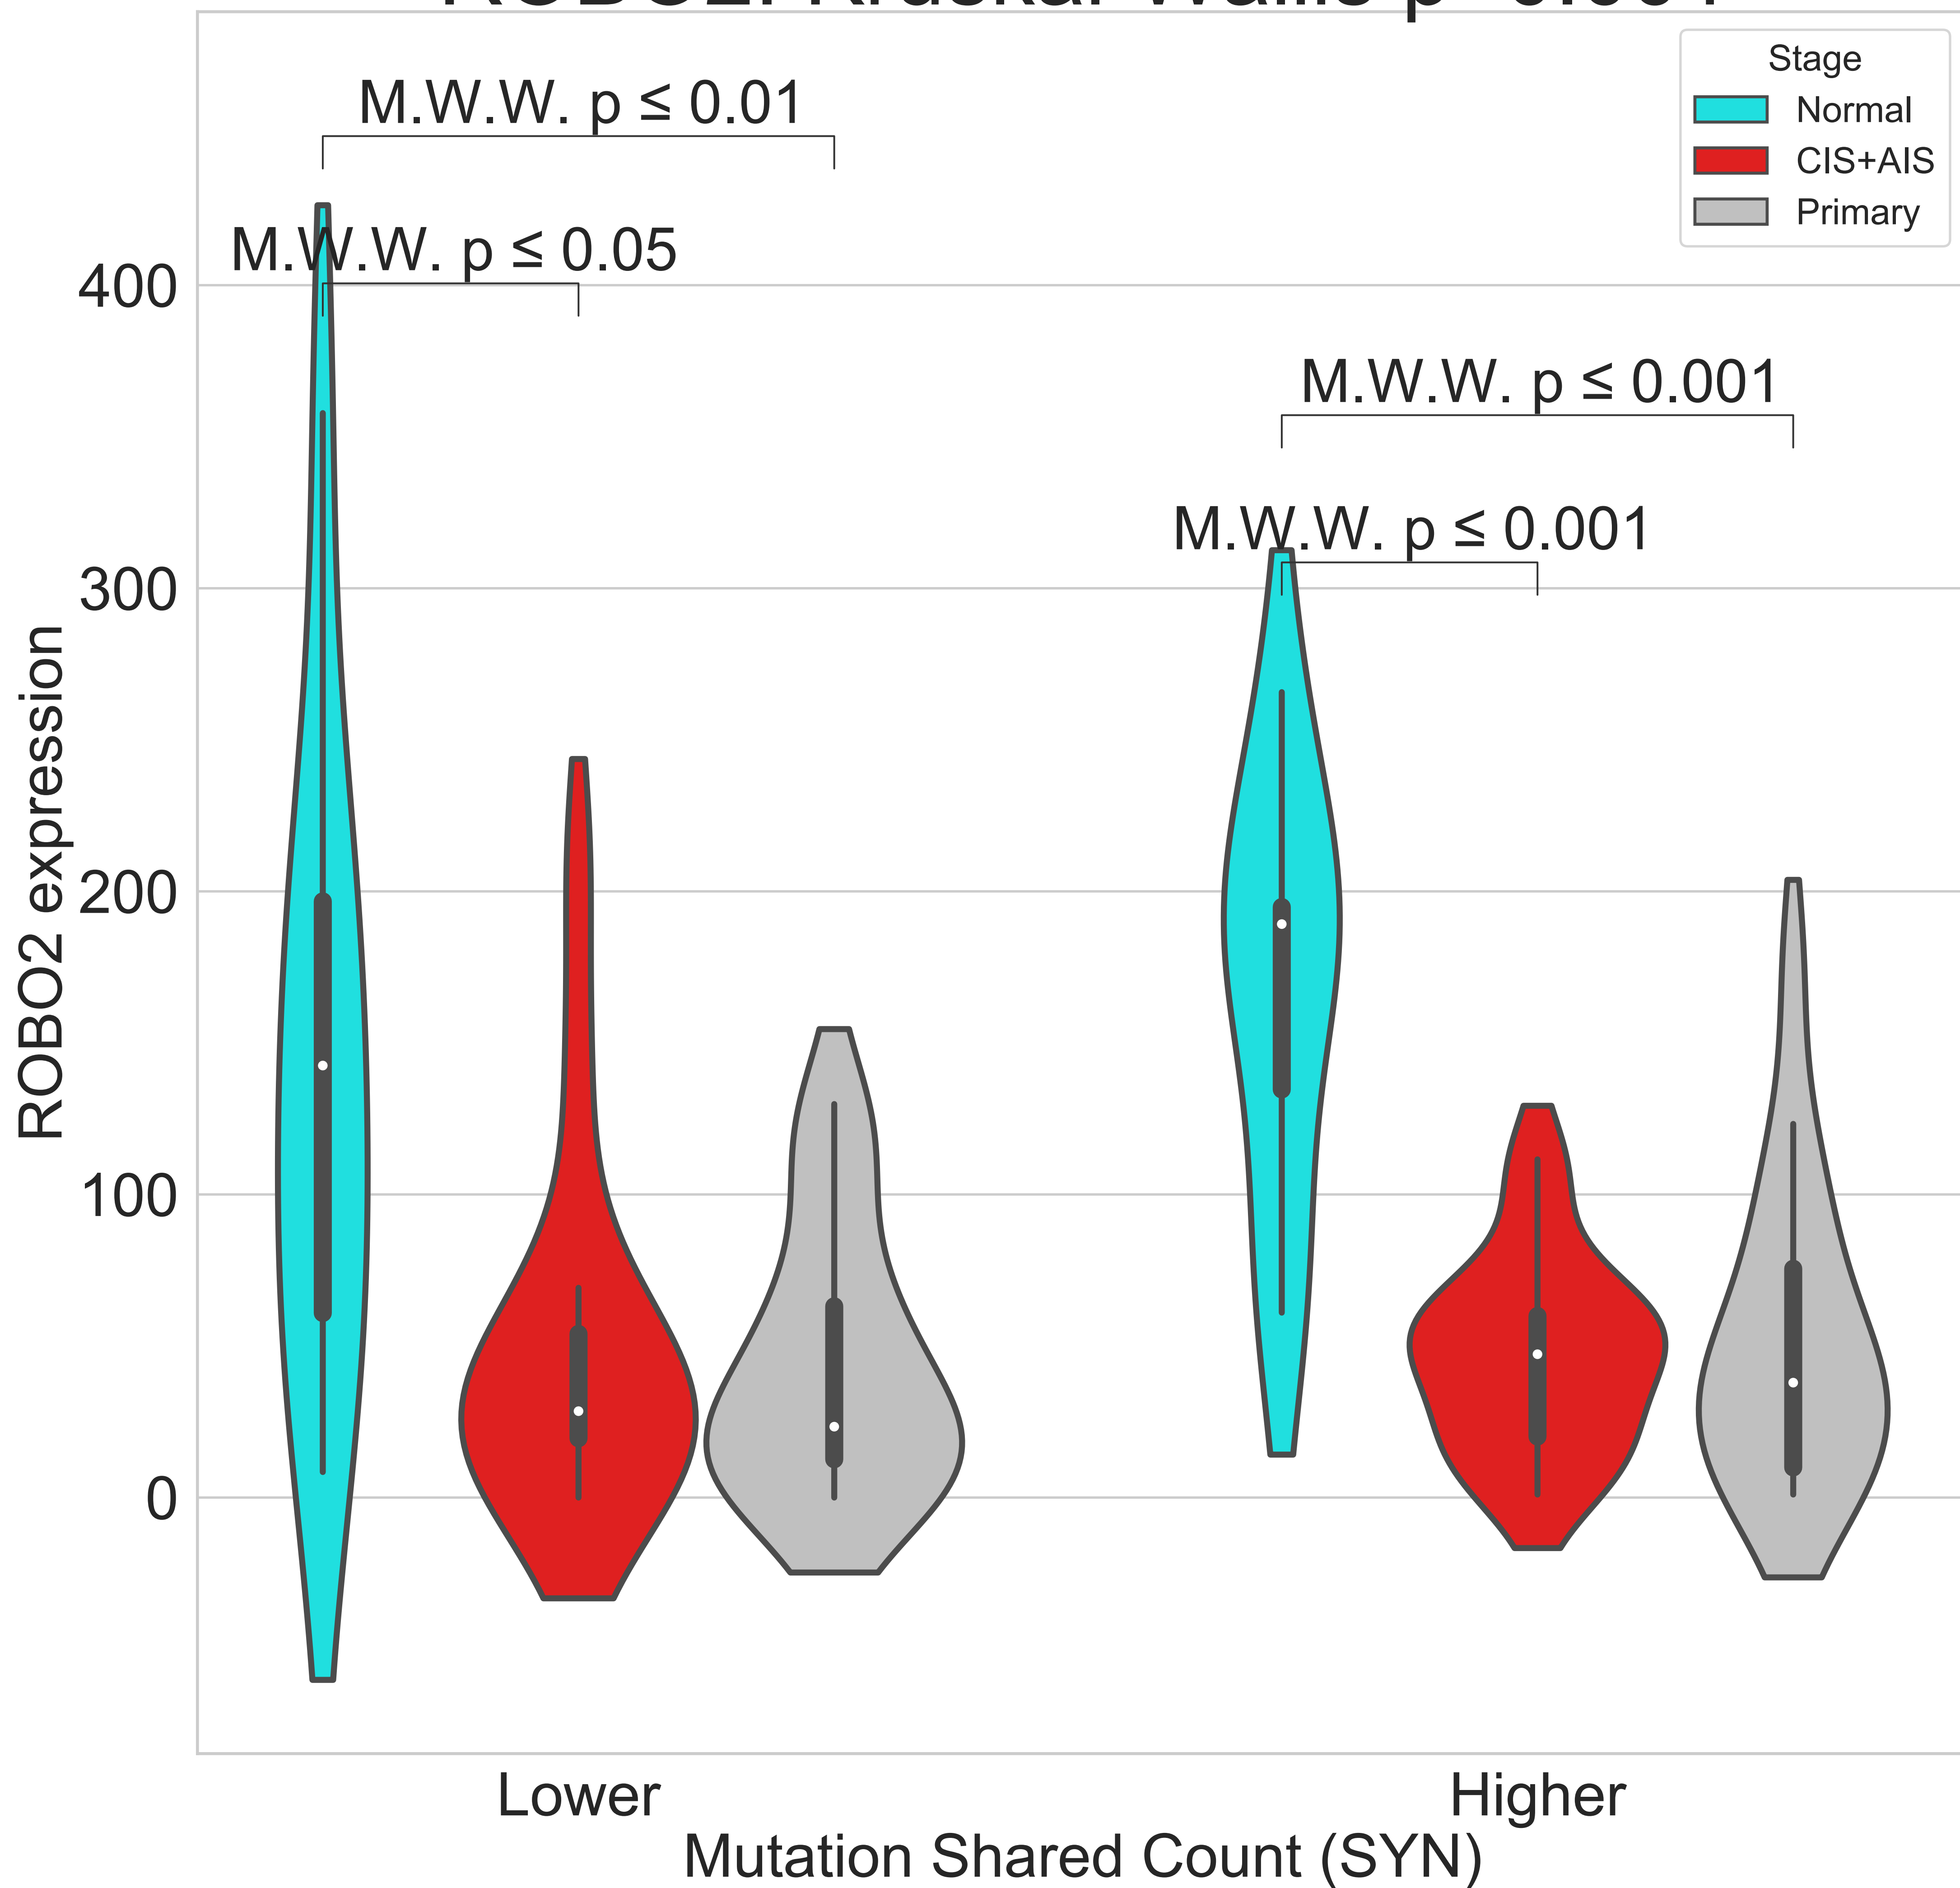 Stage
Normal
CIS+AIS
Primary
M.W.W. p ≤ 0.01
M.W.W. p ≤ 0.05
M.W.W. p ≤ 0.001
M.W.W. p ≤ 0.001
400
300
200
100
0
ROBO2 expression
Lower
Higher
Mutation Shared Count (SYN)